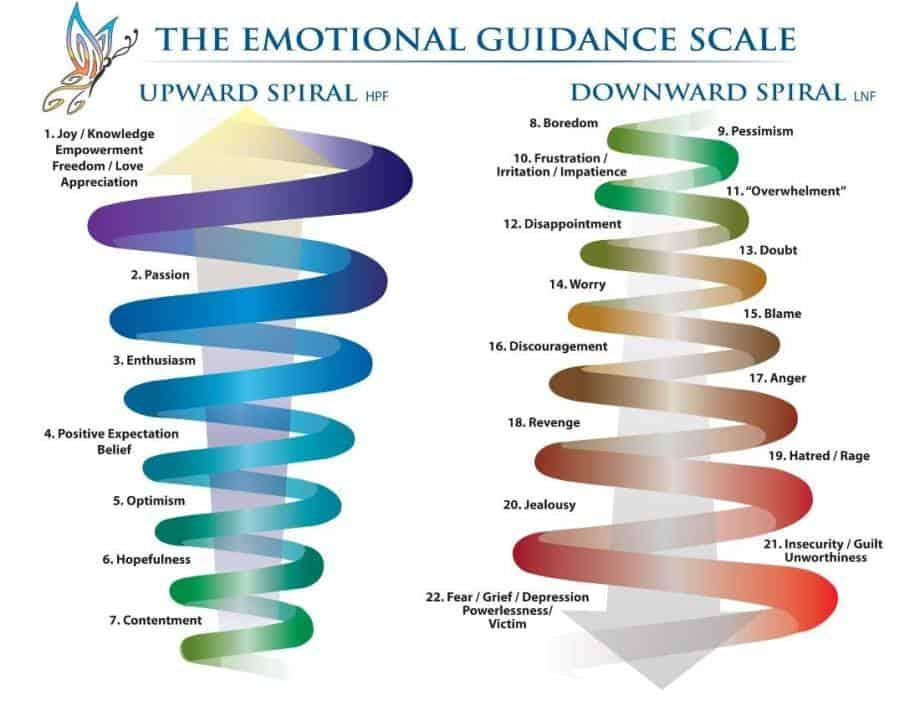 THE EMOTIONAL GUIDANCE SCALE
UPWARD SPIRAL HPF
1. Joy / Knowledge
Empowerment
Freedom / Love
Appreciation
2. Passion
3. Enthusiasm
4. Positive Expectation
Belief
5. Optimism
6. Hopefulness
7. Contentment
DOWNWARD SPIRAL LNF
8. Boredom
9. Pessimism
10. Frustration /
Irritation / Impatience
11. “Overwhelment”
12. Disappointment
13. Doubt
14. Worry
15. Blame
16. Discouragement
17. Anger
18. Revenge
19. Hatred / Rage
20. Jealousy
21. Insecurity / Guilt
Unworthiness
22. Fear / Grief / Depression
Powerlessness/
Victim